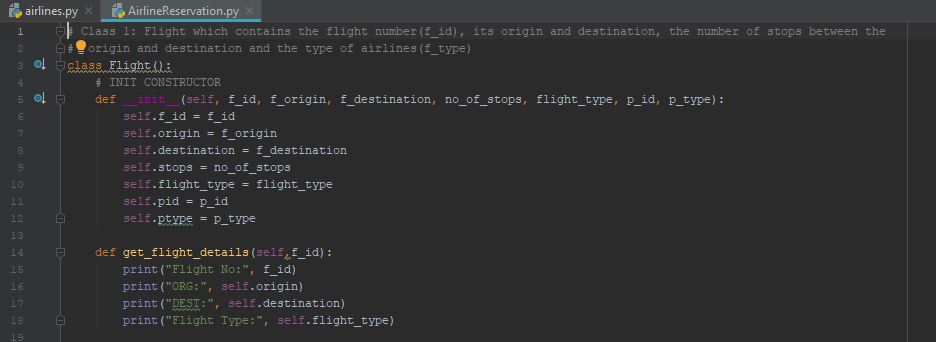 airlines.py × AirlineReservation.py ×
1 # Class 1: Flight which contains the flight number(f_id), its origin and destination, the number of stops between the
2 # origin and destination and the type of airlines(f_type)
3 class Flight():
4     # INIT CONSTRUCTOR
5     def __init__(self, f_id, f_origin, f_destination, no_of_stops, flight_type, p_id, p_type):
6         self.f_id = f_id
7         self.origin = f_origin
8         self.destination = f_destination
9         self.stops = no_of_stops
10         self.flight_type = flight_type
11         self.pid = p_id
12         self.ptype = p_type
13
14     def get_flight_details(self,f_id):
15         print("Flight No:", f_id)
16         print("ORG:", self.origin)
17         print("DEST:", self.destination)
18         print("Flight Type:", self.flight_type)
19